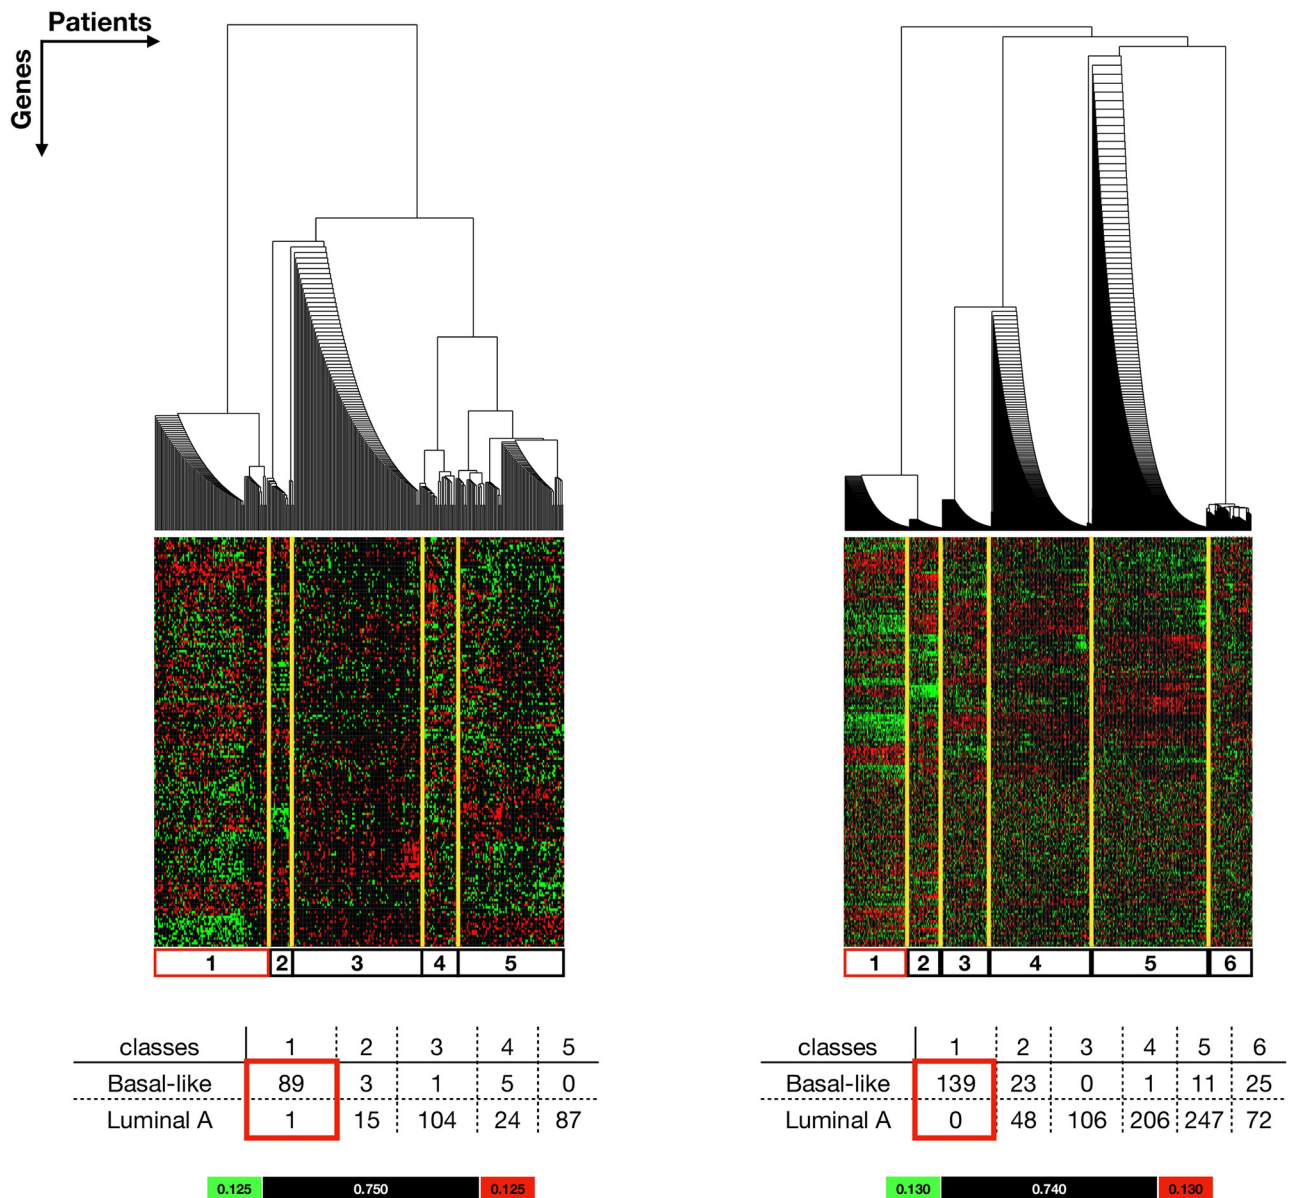 Patients
Genes
1 2 3 4 5
classes 1 2 3 4 5
Basal-like 89 3 1 5 0
Luminal A 1 15 104 24 87
0.125 0.750 0.125
1 2 3 4 5 6
classes 1 2 3 4 5 6
Basal-like 139 23 0 1 11 25
Luminal A 0 48 106 206 247 72
0.130 0.740 0.130